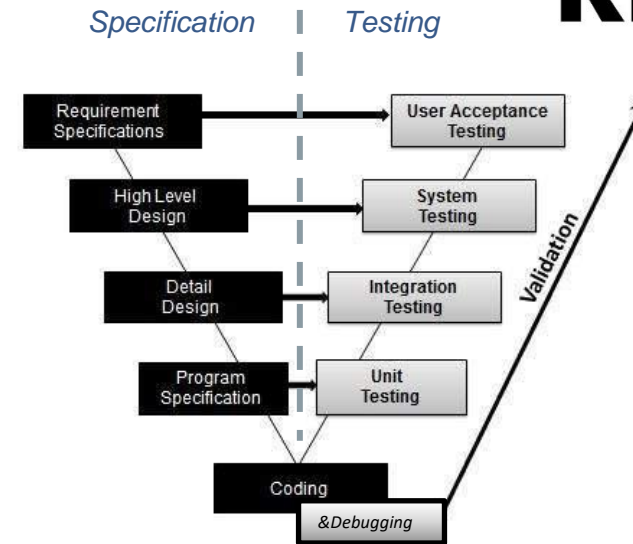 Specification
Testing
Requirement
Specifications
User Acceptance
Testing
High Level
Design
System
Testing
Detail
Design
Integration
Testing
Program
Specification
Unit
Testing
Validation
Coding
&Debugging